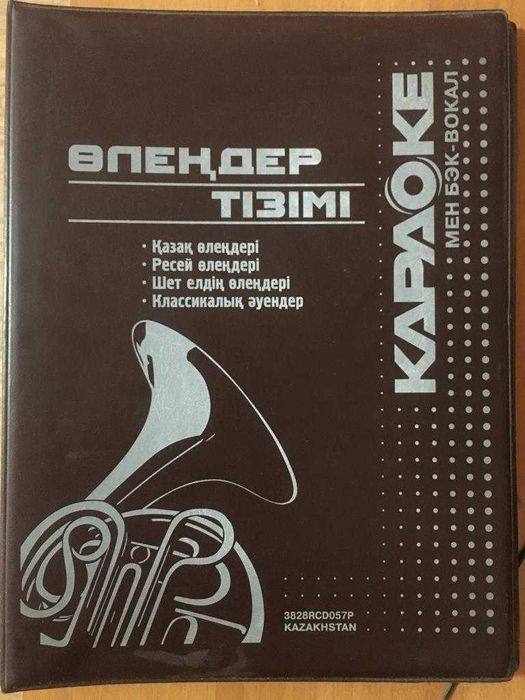 ӨЛЕҢДЕР
ТІЗІМІ
· Қазақ өлеңдері
· Ресей өлеңдері
· Шет елдің өлеңдері
· Классикалық әуендер
КАРАОКЕ
МЕН БЭК-ВОКАЛ
3828RCD057P
KAZAKHSTAN